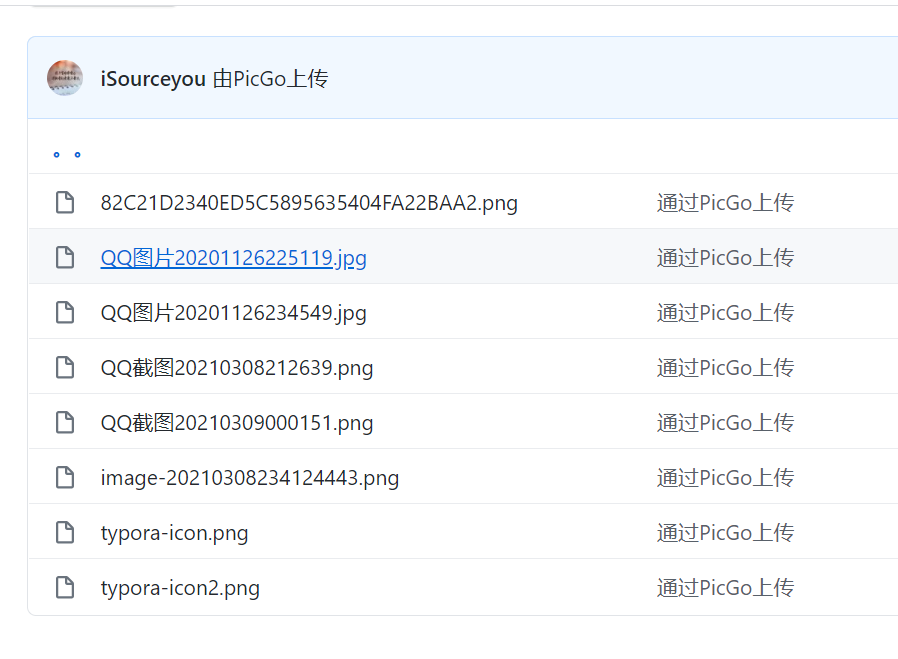 iSourceyou 由PicGo上传
. .
82C21D2340ED5C5895635404FA22BAA2.png 通过PicGo上传
QQ图片20201126225119.jpg 通过PicGo上传
QQ图片20201126234549.jpg 通过PicGo上传
QQ截图20210308212639.png 通过PicGo上传
QQ截图20210309000151.png 通过PicGo上传
image-20210308234124443.png 通过PicGo上传
typora-icon.png 通过PicGo上传
typora-icon2.png 通过PicGo上传